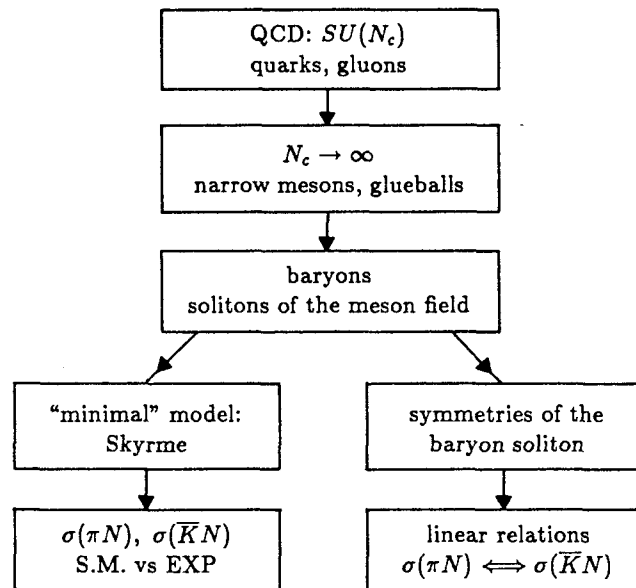 QCD: SU(N_c)
quarks, gluons
N_c → ∞
narrow mesons, glueballs
baryons
solitons of the meson field
“minimal” model:
Skyrme
symmetries of the
baryon soliton
σ(πN), σ(K̅N)
S.M. vs EXP
linear relations
σ(πN) ⟺ σ(K̅N)